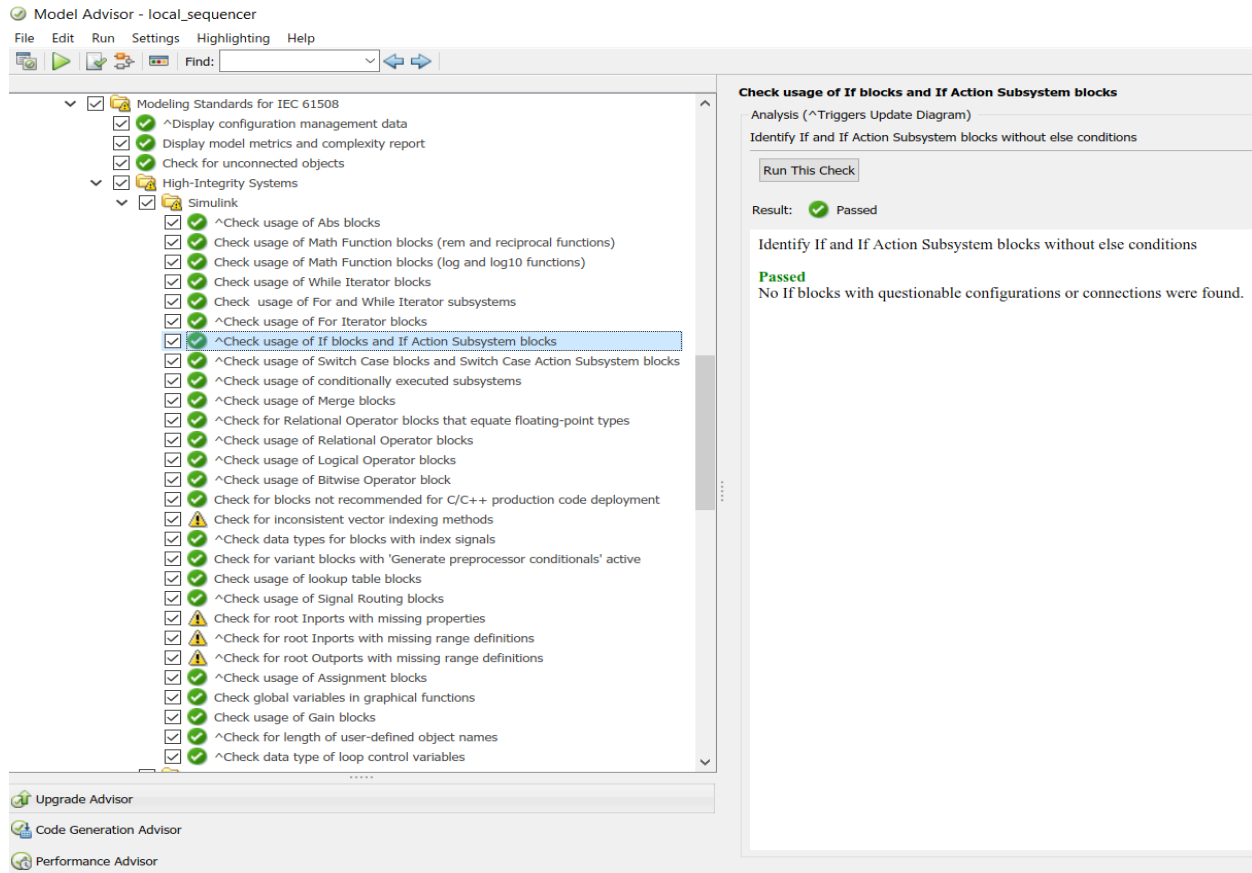 Model Advisor - local_sequencer
File Edit Run Settings Highlighting Help
Find:
Modeling Standards for IEC 61508
^Display configuration management data
Display model metrics and complexity report
Check for unconnected objects
High-Integrity Systems
Simulink
^Check usage of Abs blocks
Check usage of Math Function blocks (rem and reciprocal functions)
Check usage of Math Function blocks (log and log10 functions)
Check usage of While Iterator blocks
Check usage of For and While Iterator subsystems
^Check usage of For Iterator blocks
^Check usage of If blocks and If Action Subsystem blocks
^Check usage of Switch Case blocks and Switch Case Action Subsystem blocks
^Check usage of conditionally executed subsystems
^Check usage of Merge blocks
^Check for Relational Operator blocks that equate floating-point types
^Check usage of Relational Operator blocks
^Check usage of Logical Operator blocks
^Check usage of Bitwise Operator block
Check for blocks not recommended for C/C++ production code deployment
Check for inconsistent vector indexing methods
^Check data types for blocks with index signals
Check for variant blocks with 'Generate preprocessor conditionals' active
Check usage of lookup table blocks
^Check usage of Signal Routing blocks
Check for root Inports with missing properties
^Check for root Inports with missing range definitions
^Check for root Outports with missing range definitions
^Check usage of Assignment blocks
Check global variables in graphical functions
Check usage of Gain blocks
^Check for length of user-defined object names
^Check data type of loop control variables
Upgrade Advisor
Code Generation Advisor
Performance Advisor
Check usage of If blocks and If Action Subsystem blocks
Analysis (^Triggers Update Diagram)
Identify If and If Action Subsystem blocks without else conditions
Run This Check
Result: Passed
Identify If and If Action Subsystem blocks without else conditions
Passed
No If blocks with questionable configurations or connections were found.